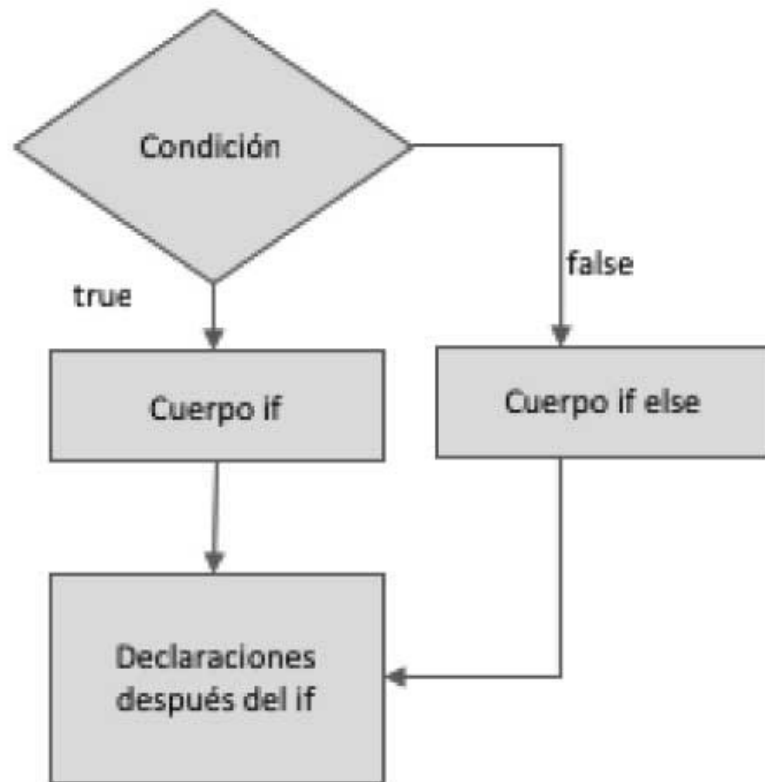 Condición
true
false
Cuerpo if
Cuerpo if else
Declaraciones
después del if